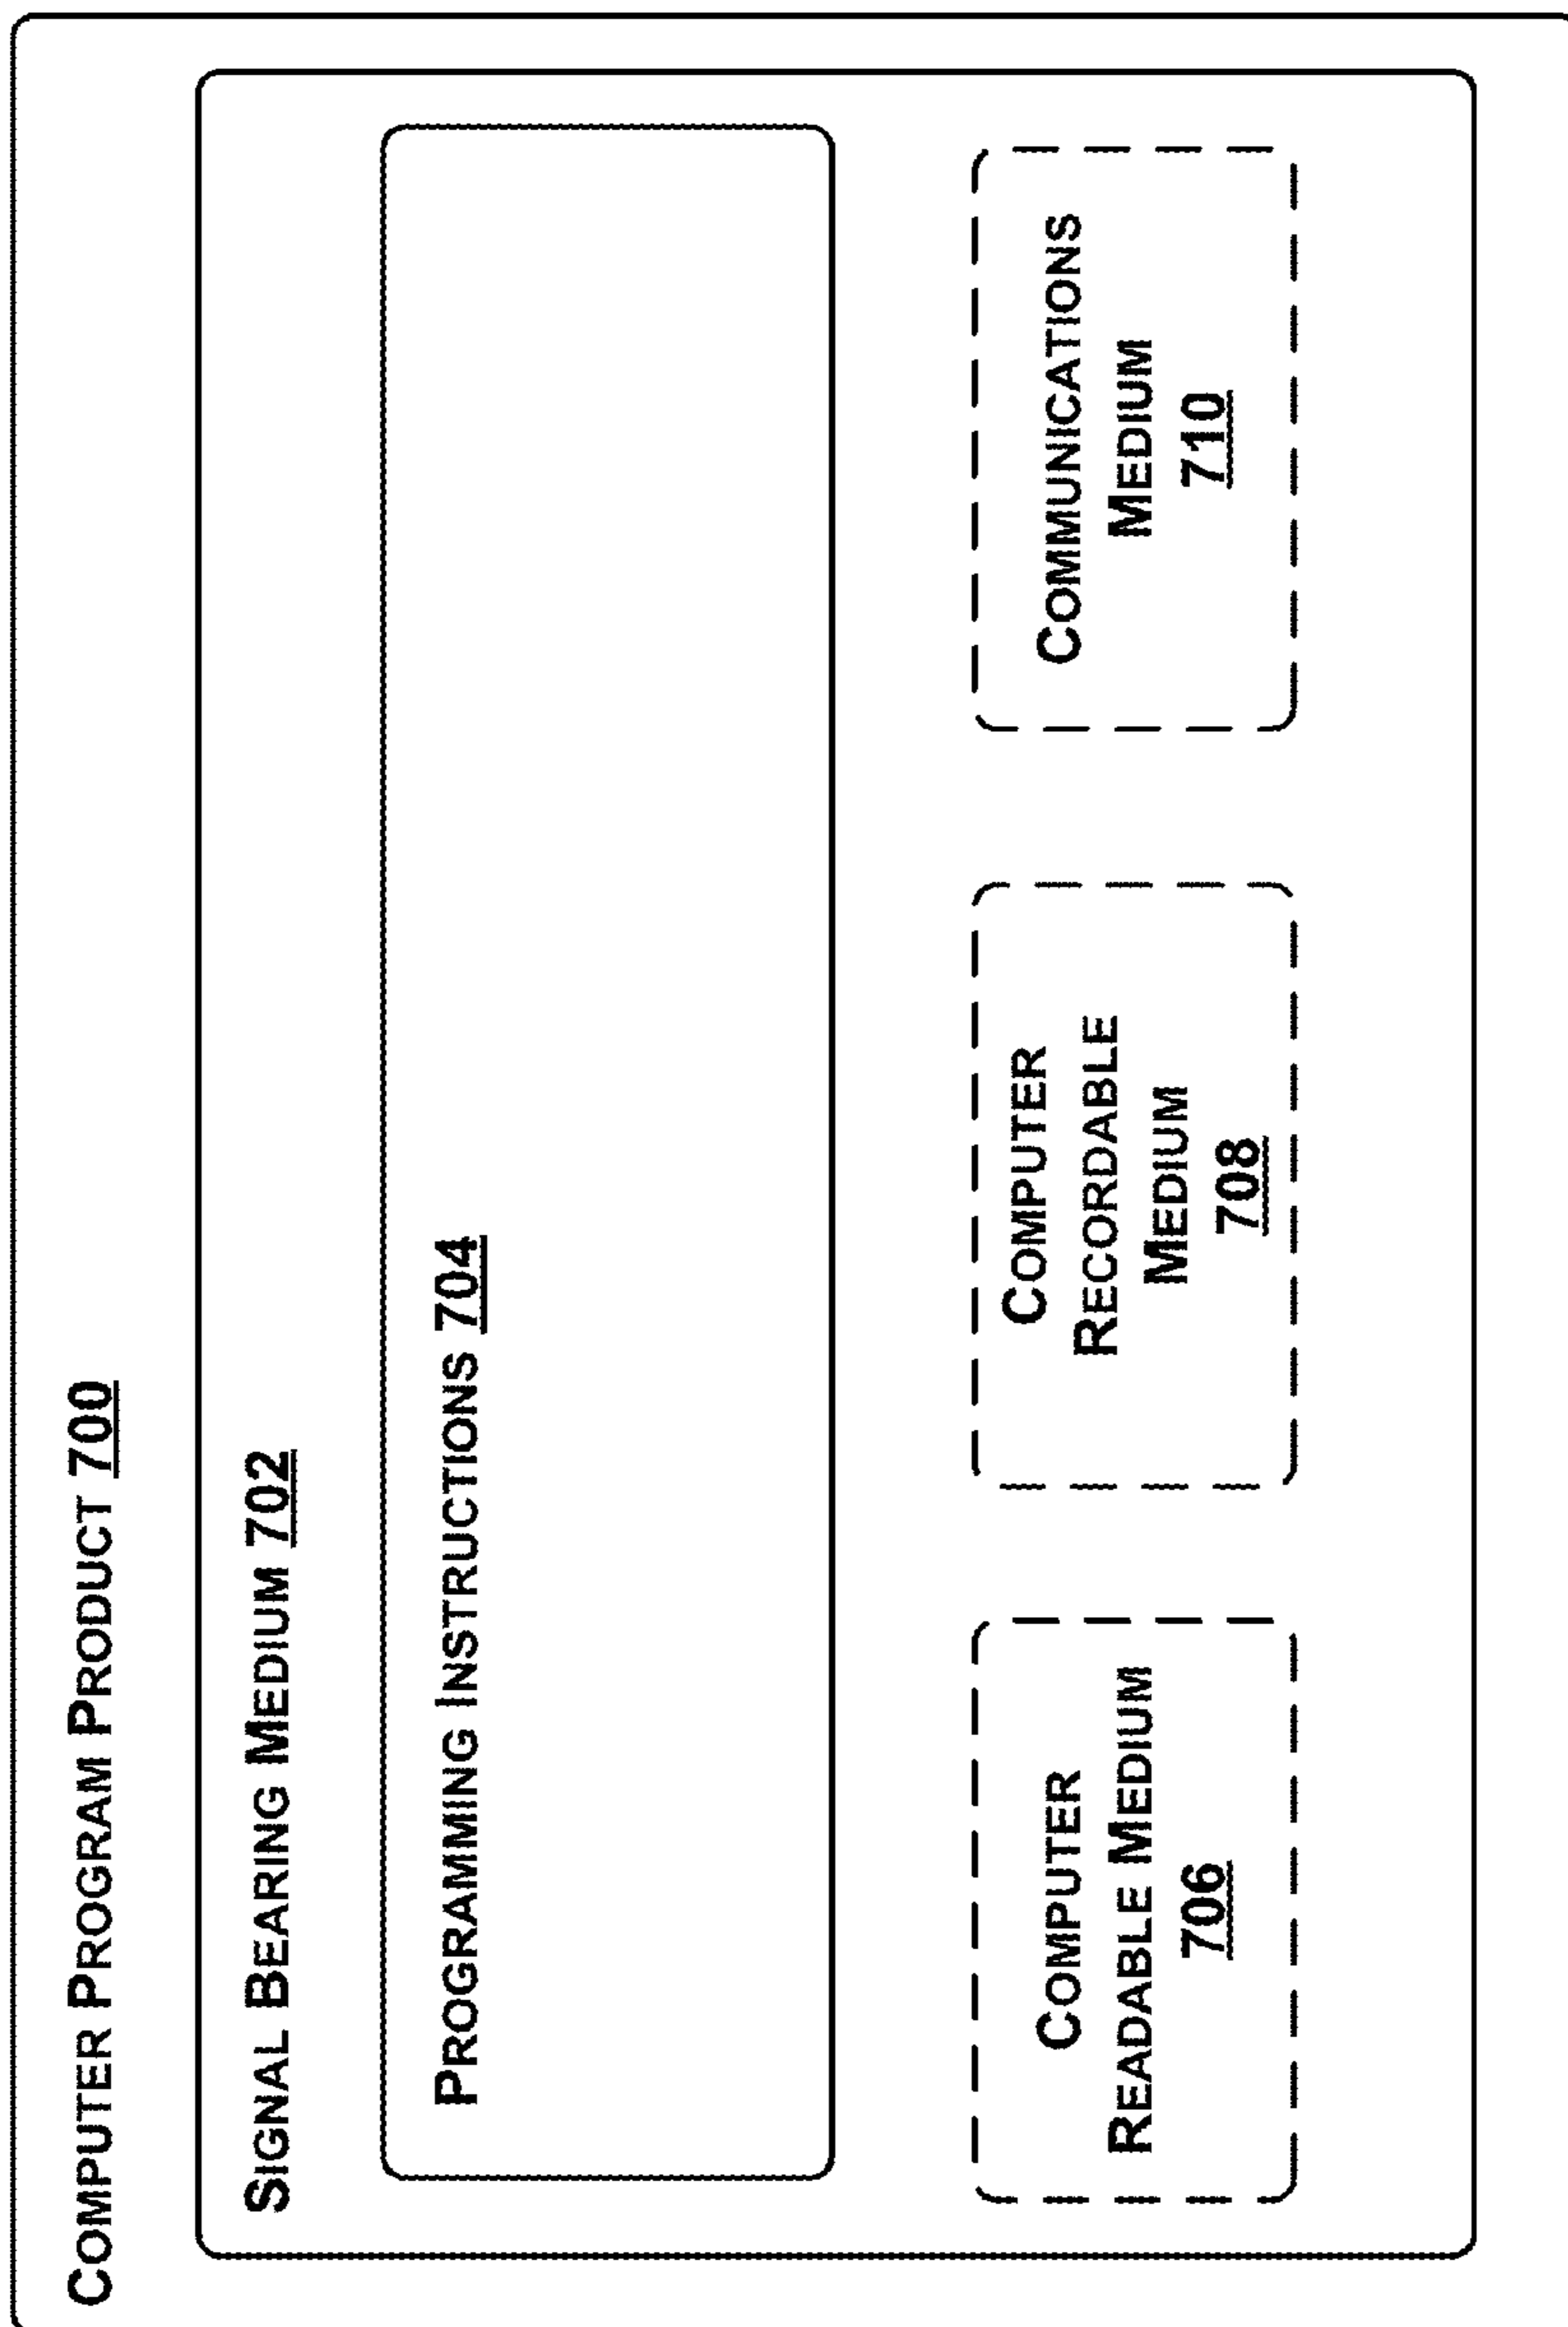 COMPUTER PROGRAM PRODUCT 700
SIGNAL BEARING MEDIUM 702
PROGRAMMING INSTRUCTIONS 704
COMPUTER
READABLE MEDIUM
706
COMPUTER
RECORDABLE
MEDIUM
708
COMMUNICATIONS
MEDIUM
710